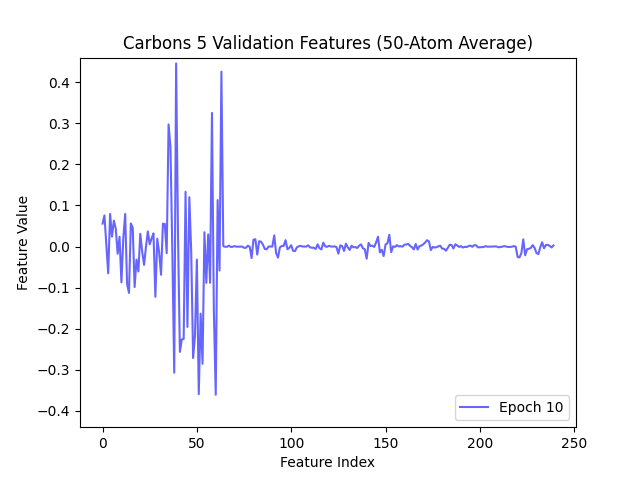 Carbons 5 Validation Features (50-Atom Average)
Feature Value
0.4
0.3
0.2
0.1
0.0
−0.1
−0.2
−0.3
−0.4
Epoch 10
0 50 100 150 200 250
Feature Index